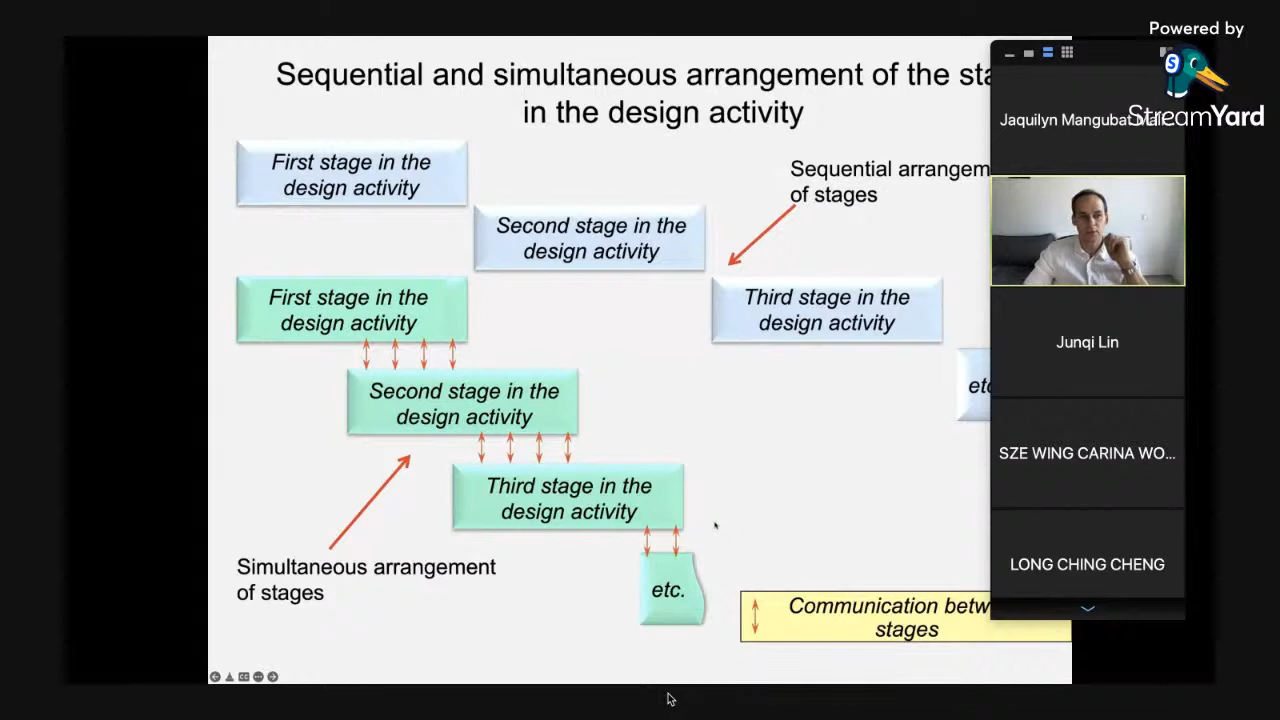 Powered by
StreamYard
Sequential and simultaneous arrangement of the sta
in the design activity
First stage in the
design activity
Second stage in the
design activity
Sequential arrangem
of stages
Third stage in the
design activity
etc
First stage in the
design activity
Second stage in the
design activity
Third stage in the
design activity
etc.
Simultaneous arrangement
of stages
Communication betw
stages
Jaquilyn Mangubat
Junqi Lin
SZE WING CARINA WO...
LONG CHING CHENG